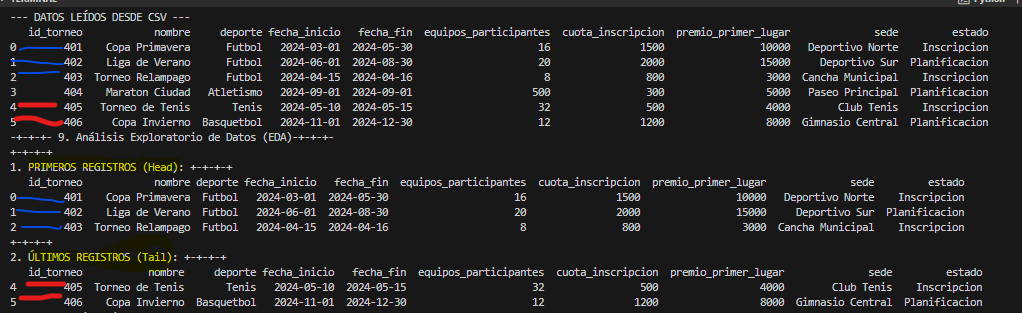 --- DATOS LEÍDOS DESDE CSV ---
id_torneo nombre deporte fecha_inicio fecha_fin equipos_participantes cuota_inscripcion premio_primer_lugar sede estado
0 401 Copa Primavera Futbol 2024-03-01 2024-05-30 16 1500 10000 Deportivo Norte Inscripcion
1 402 Liga de Verano Futbol 2024-06-01 2024-08-30 20 2000 15000 Deportivo Sur Planificacion
2 403 Torneo Relampago Futbol 2024-04-15 2024-04-16 8 800 3000 Cancha Municipal Inscripcion
3 404 Maraton Ciudad Atletismo 2024-09-01 2024-09-01 500 300 5000 Paseo Principal Planificacion
4 405 Torneo de Tenis Tenis 2024-05-10 2024-05-15 32 500 4000 Club Tenis Inscripcion
5 406 Copa Invierno Basquetbol 2024-11-01 2024-12-30 12 1200 8000 Gimnasio Central Planificacion
-+-+-+- 9. Análisis Exploratorio de Datos (EDA)-+-+-+-
+-+-+-+
1. PRIMEROS REGISTROS (Head): +-+-+-+
id_torneo nombre deporte fecha_inicio fecha_fin equipos_participantes cuota_inscripcion premio_primer_lugar sede estado
0 401 Copa Primavera Futbol 2024-03-01 2024-05-30 16 1500 10000 Deportivo Norte Inscripcion
1 402 Liga de Verano Futbol 2024-06-01 2024-08-30 20 2000 15000 Deportivo Sur Planificacion
2 403 Torneo Relampago Futbol 2024-04-15 2024-04-16 8 800 3000 Cancha Municipal Inscripcion
+-+-+-+
2. ÚLTIMOS REGISTROS (Tail): +-+-+-+
id_torneo nombre deporte fecha_inicio fecha_fin equipos_participantes cuota_inscripcion premio_primer_lugar sede estado
4 405 Torneo de Tenis Tenis 2024-05-10 2024-05-15 32 500 4000 Club Tenis Inscripcion
5 406 Copa Invierno Basquetbol 2024-11-01 2024-12-30 12 1200 8000 Gimnasio Central Planificacion